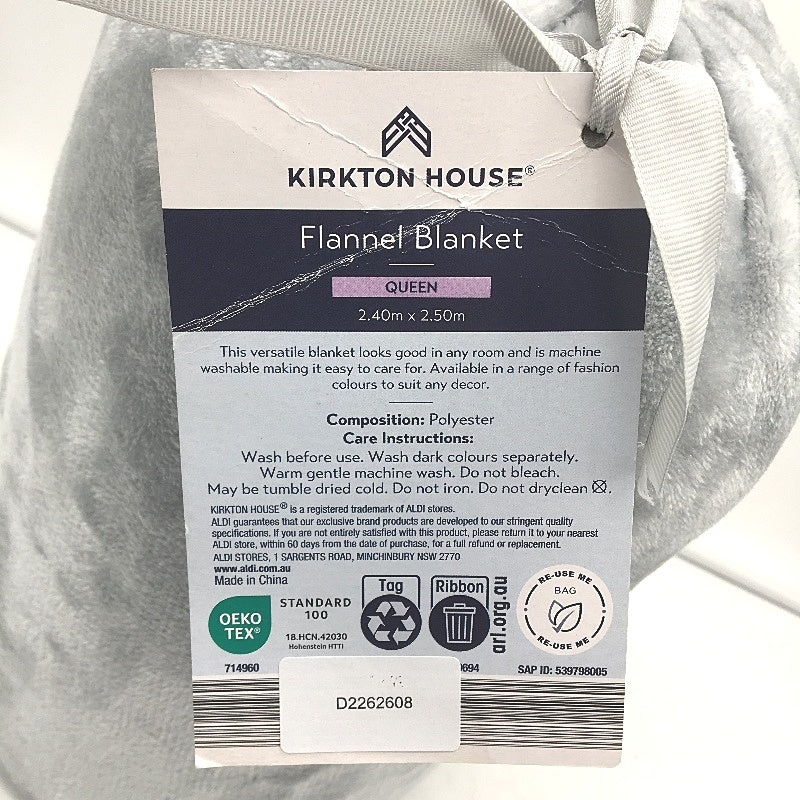 KIRKTON HOUSE®
Flannel Blanket
QUEEN
2.40m x 2.50m
This versatile blanket looks good in any room and is machine
washable making it easy to care for. Available in a range of fashion
colours to suit any decor.
Composition: Polyester
Care Instructions:
Wash before use. Wash dark colours separately.
Warm gentle machine wash. Do not bleach.
May be tumble dried cold. Do not iron. Do not dryclean.
KIRKTON HOUSE® is a registered trademark of ALDI stores.
ALDI guarantees that our exclusive brand products are developed to our stringent quality
specifications. If you are not entirely satisfied with this product, please return it to your nearest
ALDI store, within 60 days from the date of purchase, for a full refund or replacement.
ALDI STORES, 1 SARGENTS ROAD, MINCHINBURY NSW 2770
www.aldi.com.au
Made in China
OEKO
TEX®
STANDARD
100
18.HCN.42030
Hohenstein HTTI
Tag
Ribbon
arl.org.au
RE-USE ME
BAG
RE-USE ME
714960
694
SAP ID: 539798005
D2262608